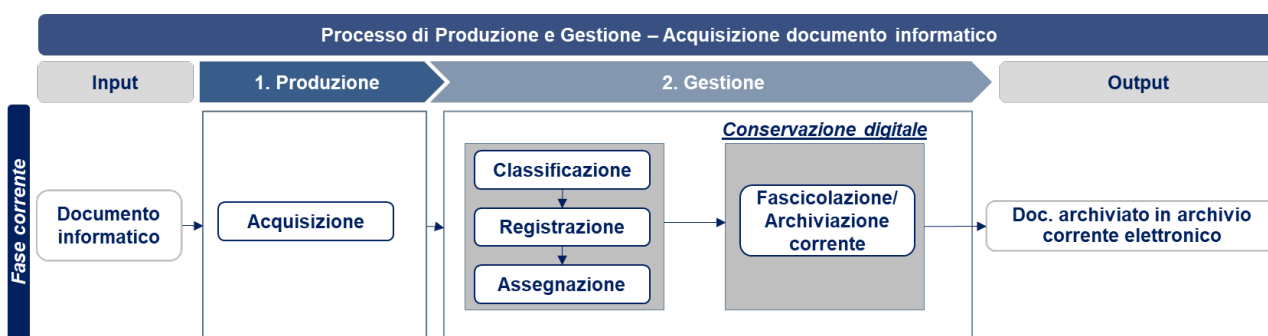 Processo di Produzione e Gestione – Acquisizione documento informatico
Input
1. Produzione
2. Gestione
Output
Fase corrente
Documento
informatico
Acquisizione
Classificazione
Registrazione
Assegnazione
Conservazione digitale
Fascicolazione/
Archiviazione
corrente
Doc. archiviato in archivio
corrente elettronico